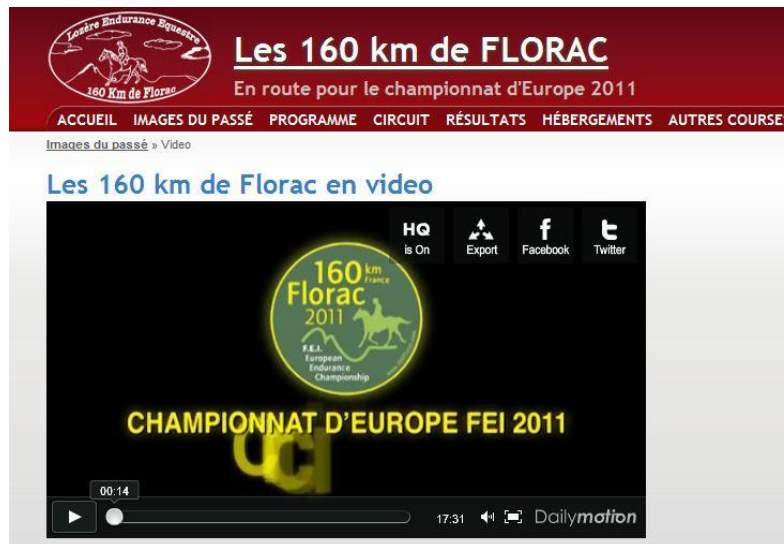 Lozère Endurance Equestre
160 Km de Florac
Les 160 km de FLORAC
En route pour le championnat d'Europe 2011
ACCUEIL IMAGES DU PASSÉ PROGRAMME CIRCUIT RÉSULTATS HÉBERGEMENTS AUTRES COURSES
Images du passé » Video
Les 160 km de Florac en video
HQ
is On
Export
Facebook
Twitter
160 km
France
Florac
2011
F.E.I.
European
Endurance
Championship
CHAMPIONNAT D'EUROPE FEI 2011
00:14
17:31
Dailymotion